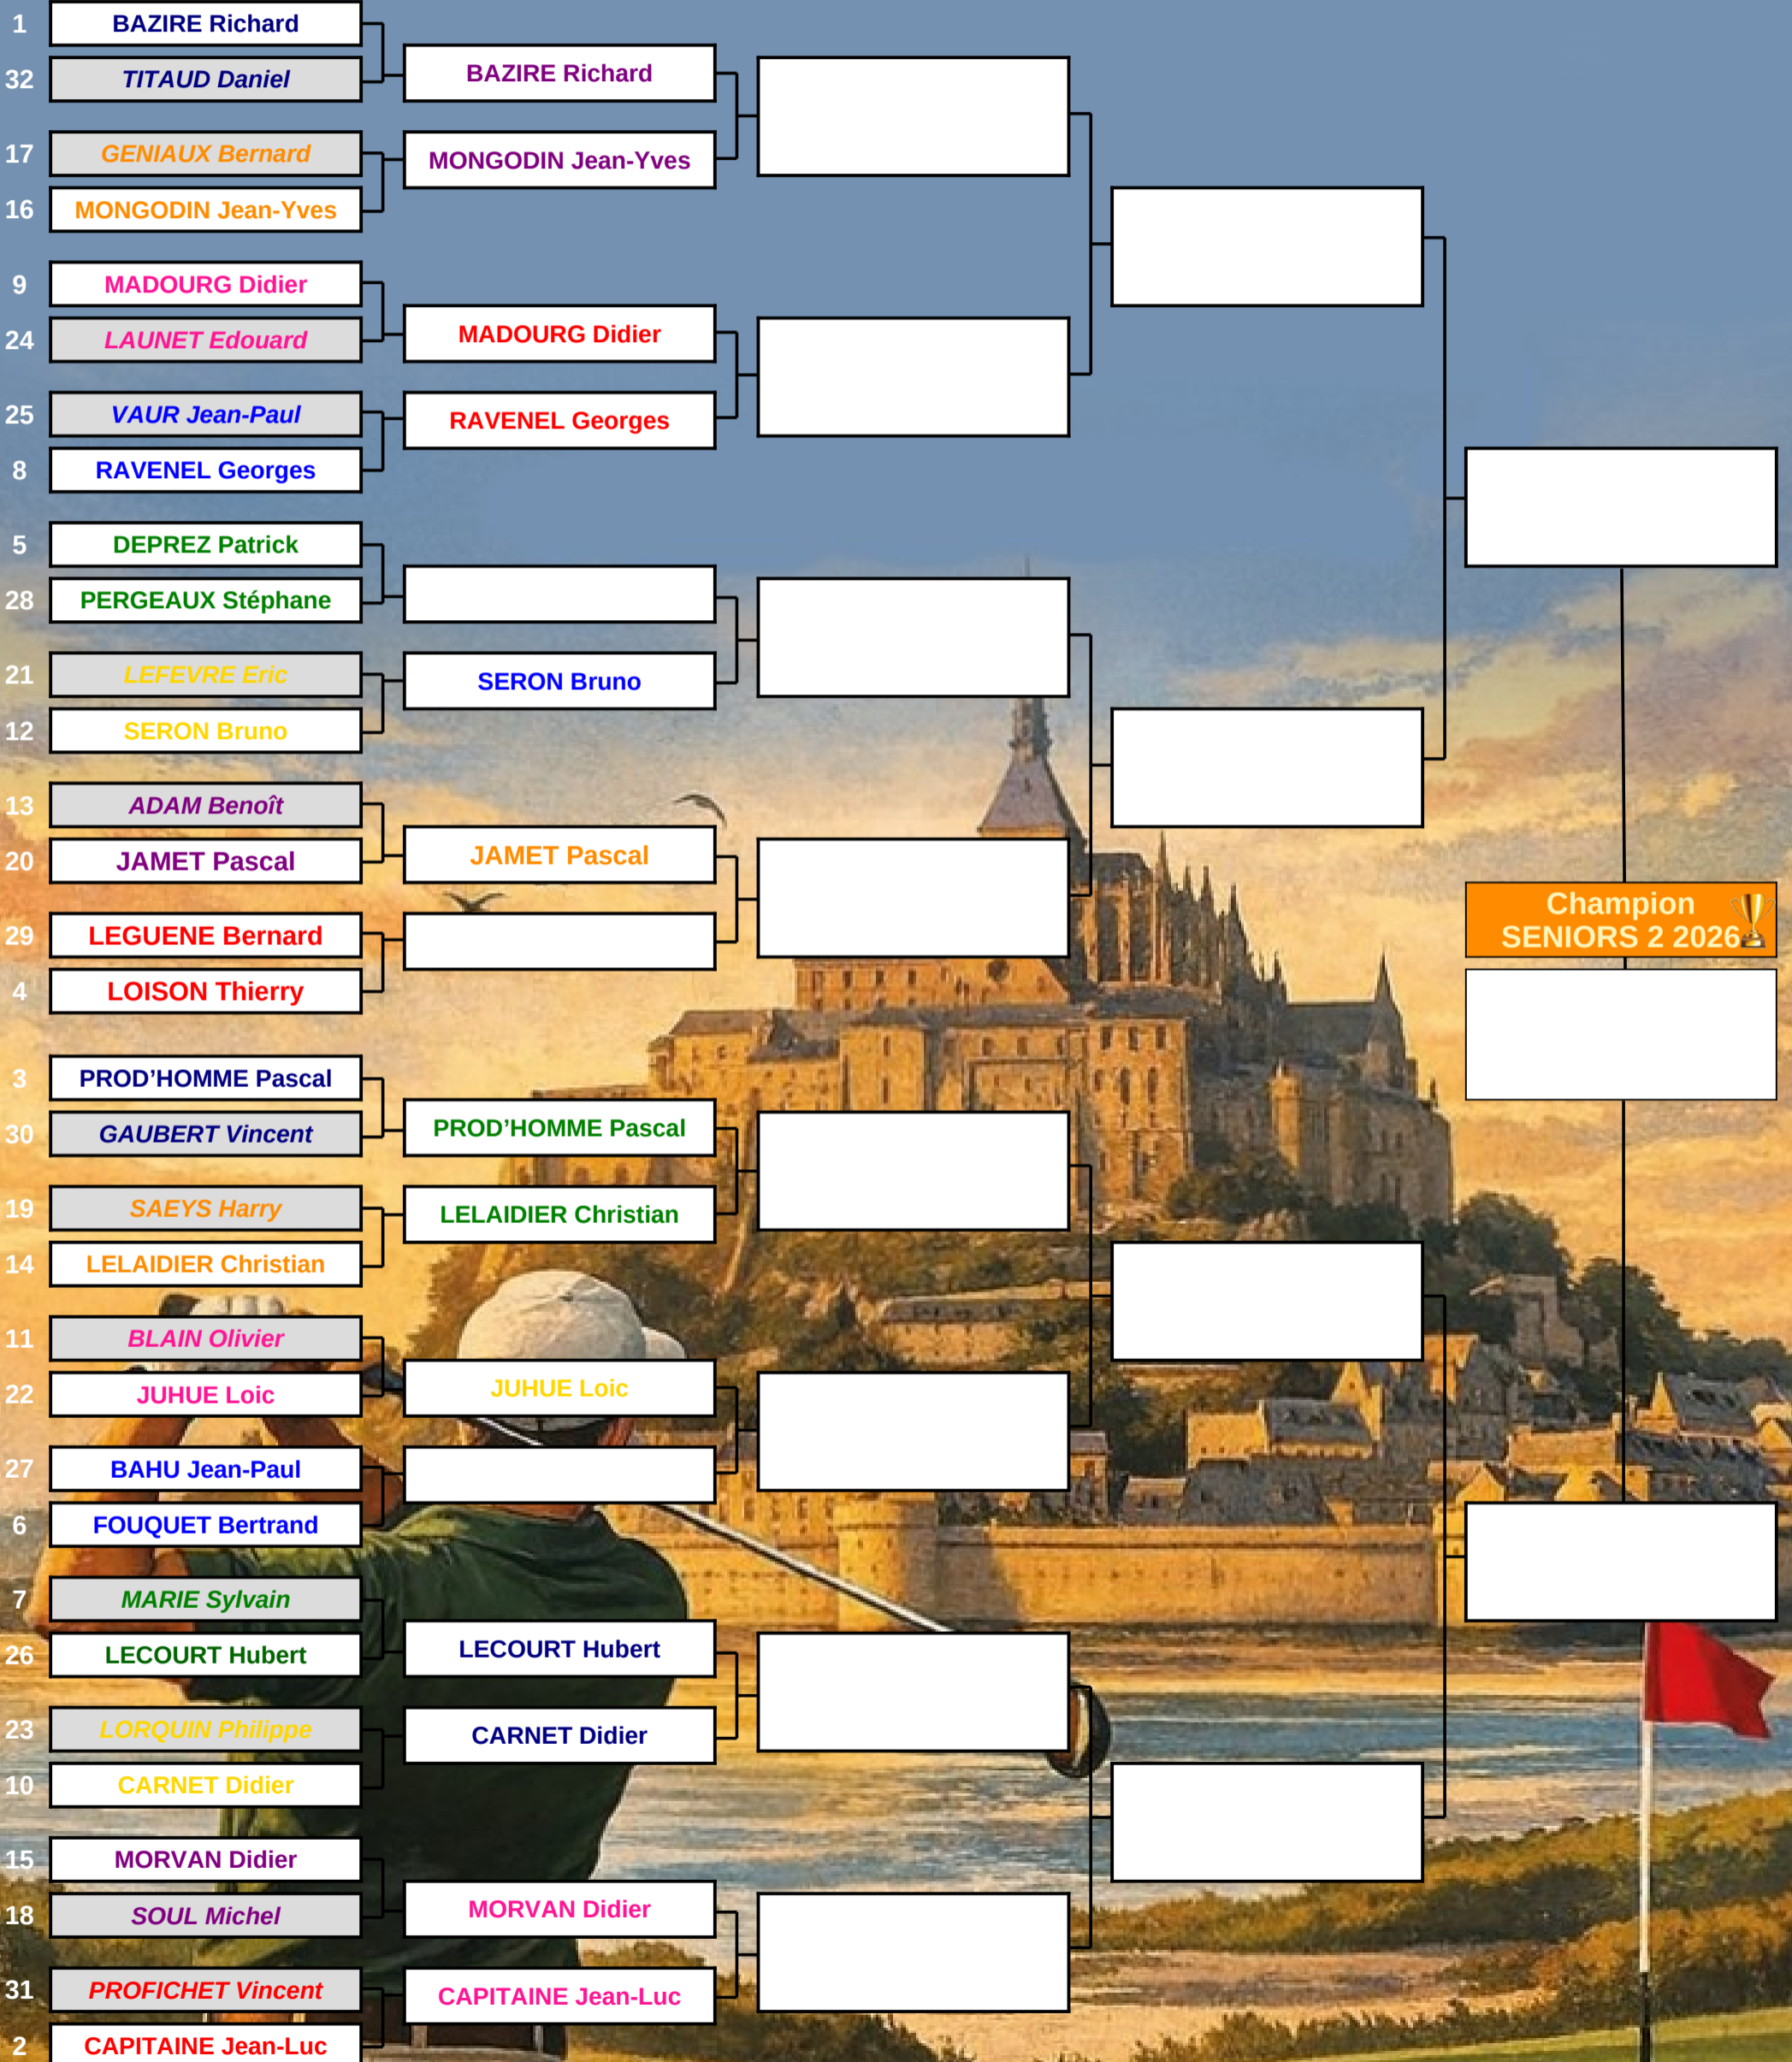 1
BAZIRE Richard
32
TITAUD Daniel
BAZIRE Richard
17
GENIAUX Bernard
MONGODIN Jean-Yves
16
MONGODIN Jean-Yves
9
MADOURG Didier
24
LAUNET Edouard
MADOURG Didier
25
VAUR Jean-Paul
RAVENEL Georges
8
RAVENEL Georges
5
DEPREZ Patrick
28
PERGEAUX Stéphane
21
LEFEVRE Eric
SERON Bruno
12
SERON Bruno
13
ADAM Benoît
20
JAMET Pascal
JAMET Pascal
29
LEGUENE Bernard
4
LOISON Thierry
Champion
SENIORS 2 2026
3
PROD’HOMME Pascal
30
GAUBERT Vincent
PROD’HOMME Pascal
19
SAEYS Harry
LELAIDIER Christian
14
LELAIDIER Christian
11
BLAIN Olivier
22
JUHUE Loic
JUHUE Loic
27
BAHU Jean-Paul
6
FOUQUET Bertrand
7
MARIE Sylvain
26
LECOURT Hubert
LECOURT Hubert
23
LORQUIN Philippe
CARNET Didier
10
CARNET Didier
15
MORVAN Didier
18
SOUL Michel
MORVAN Didier
31
PROFICHET Vincent
CAPITAINE Jean-Luc
2
CAPITAINE Jean-Luc